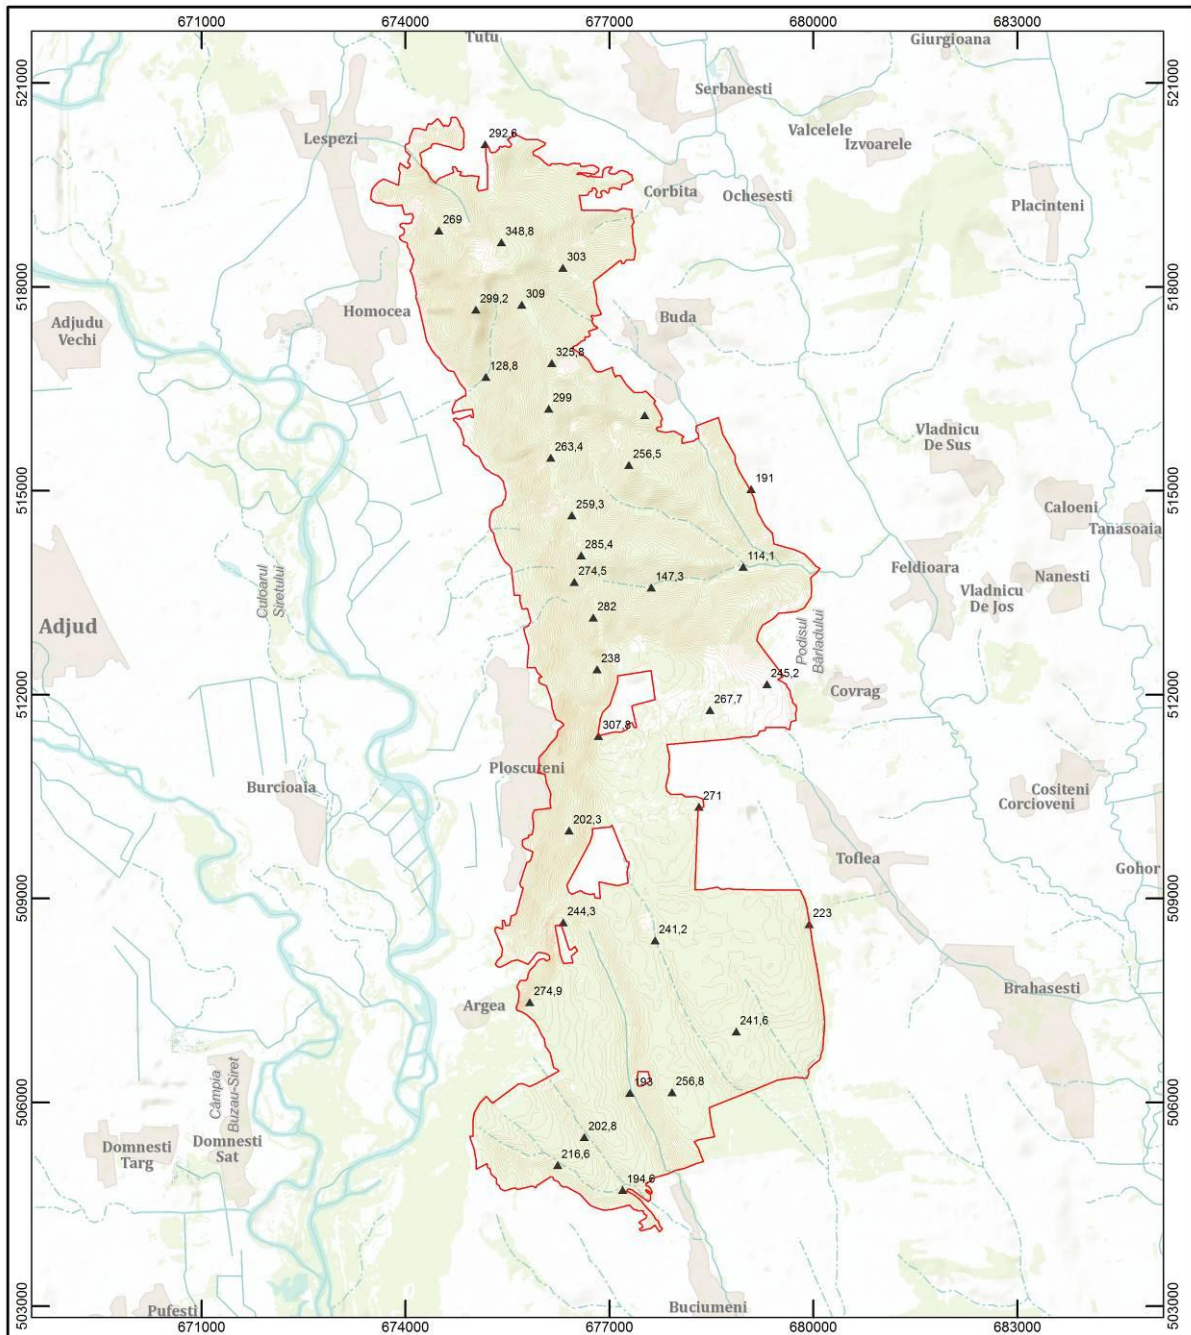 671000
674000
677000
680000
683000
Tutu
Giurgioana
521000
521000
Serbanesti
Lespezi
292,6
Valcelele
Izvoarele
Corbita
Ochesesti
Placinteni
269
348,8
303
518000
518000
299,2
309
Homocea
Buda
Adjudu
Vechi
325,8
128,8
299
Vladnicu
De Sus
263,4
256,5
191
515000
515000
Caloeni
259,3
Tanasoaia
285,4
114,1
274,5
147,3
Feldioara
Nanesti
Vladnicu
De Jos
Culoarul
Siretului
282
Adjud
Podisul
Bârladului
238
245,2
Covrag
512000
512000
267,7
307,8
Ploscuteni
Burcioaia
271
Cositeni
Corcioveni
202,3
Toflea
Gohor
509000
509000
244,3
223
241,2
Brahasesti
274,9
Argea
241,6
193
256,8
506000
506000
Câmpia
Buzau-Siret
202,8
Domnesti
Targ
Domnesti
Sat
216,6
194,6
503000
503000
Pufesti
Buciumeni
671000
674000
677000
680000
683000